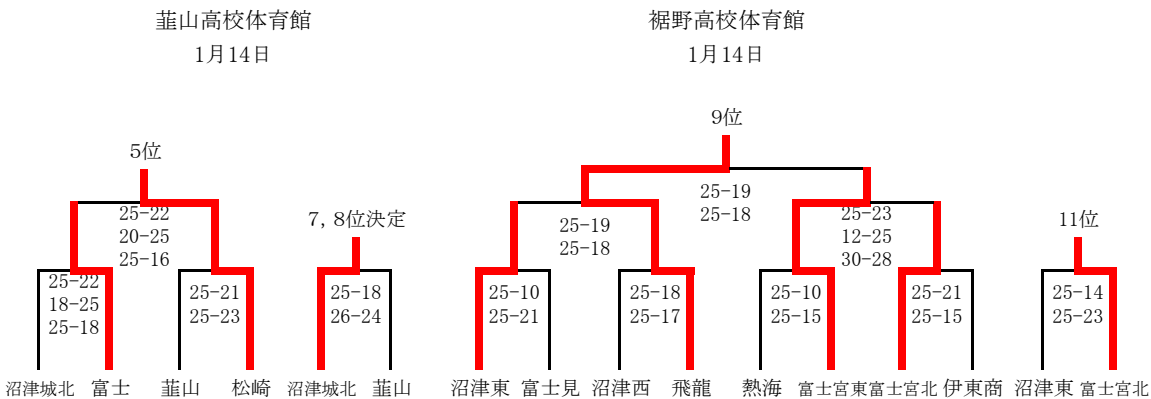 韮山高校体育館
1月14日
裾野高校体育館
1月14日
5位
25-22
20-25
25-16
25-22
18-25
25-18
25-21
25-23
沼津城北
富士
韮山
松崎
7,8位決定
25-18
26-24
沼津城北
韮山
9位
25-19
25-18
25-19
25-18
25-23
12-25
30-28
25-10
25-21
25-18
25-17
25-10
25-15
25-21
25-15
沼津東
富士見
沼津西
飛龍
熱海
富士宮東
富士宮北
伊東商
11位
25-14
25-23
沼津東
富士宮北